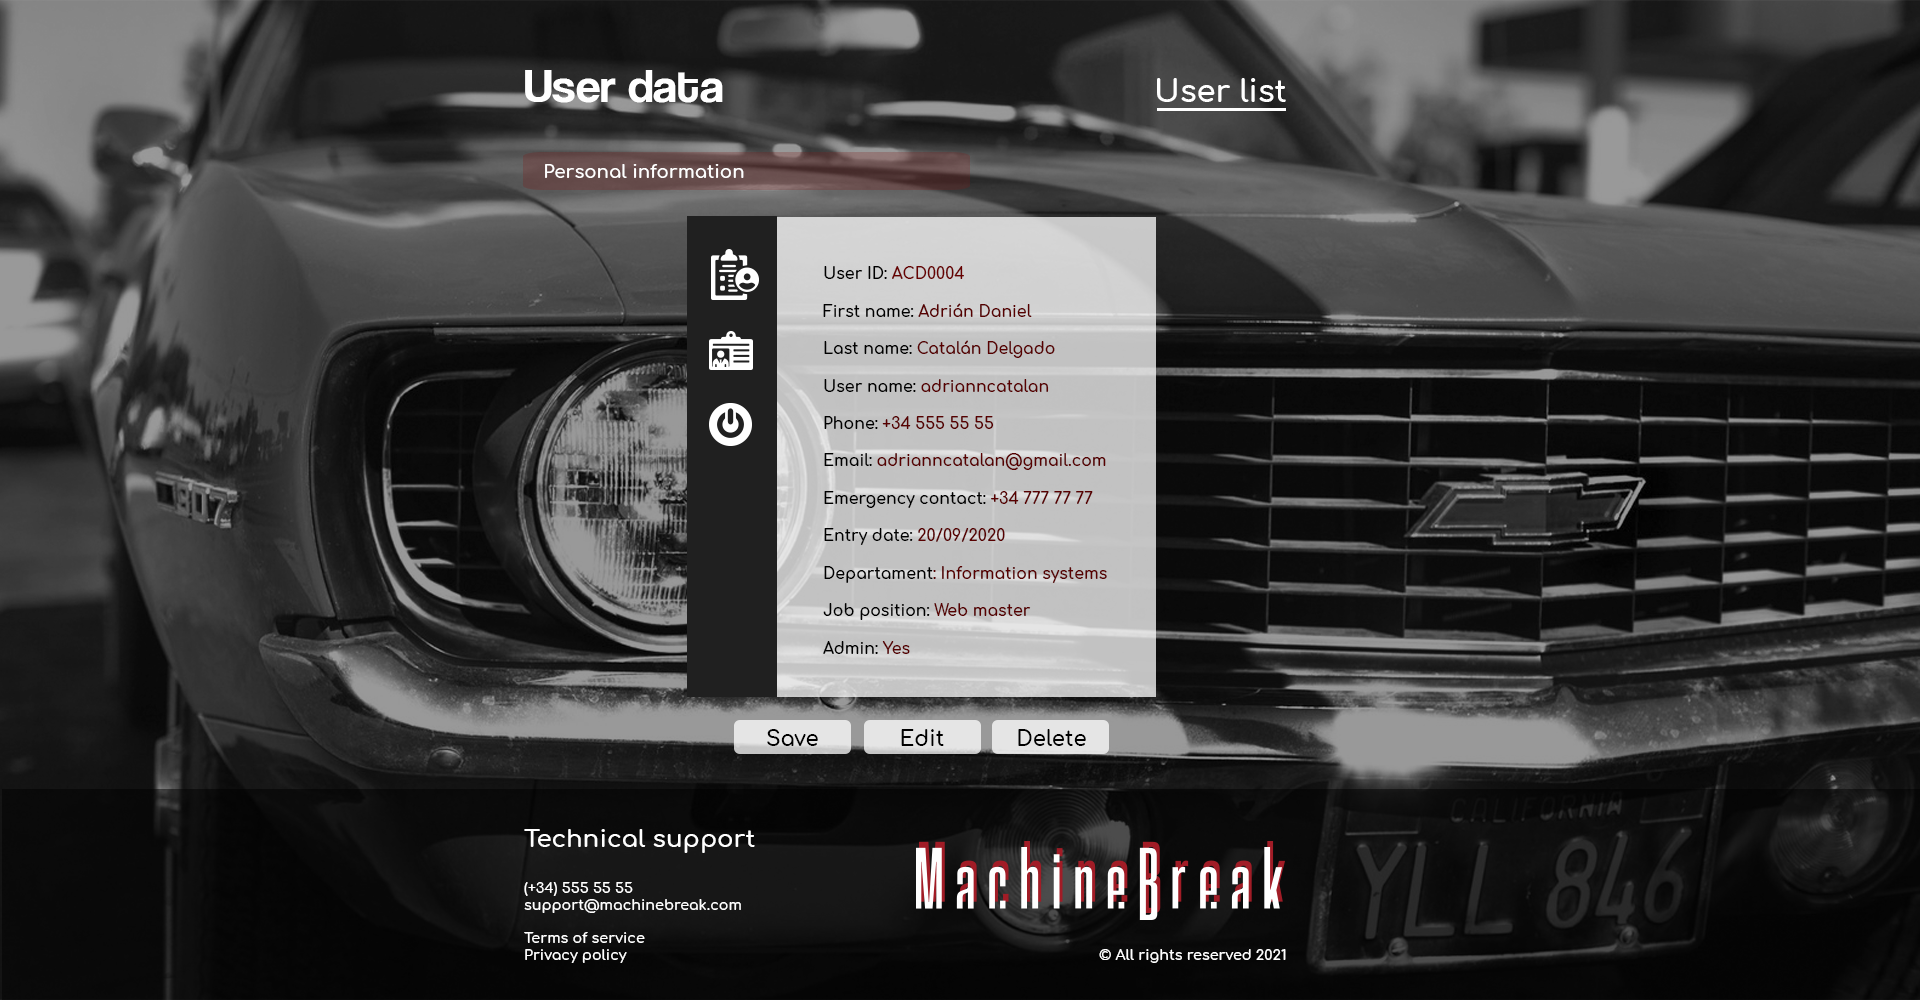 User data
User list
Personal information
User ID: ACD0004
First name: Adrián Daniel
Last name: Catalán Delgado
User name: adrianncatalan
Phone: +34 555 55 55
Email: adrianncatalan@gmail.com
Emergency contact: +34 777 77 77
Entry date: 20/09/2020
Departament: Information systems
Job position: Web master
Admin: Yes
307
Save Edit Delete
Technical support
(+34) 555 55 55
support@machinebreak.com
Terms of service
Privacy policy
MachineBreak
© All rights reserved 2021
CALIFORNIA
YLL 846